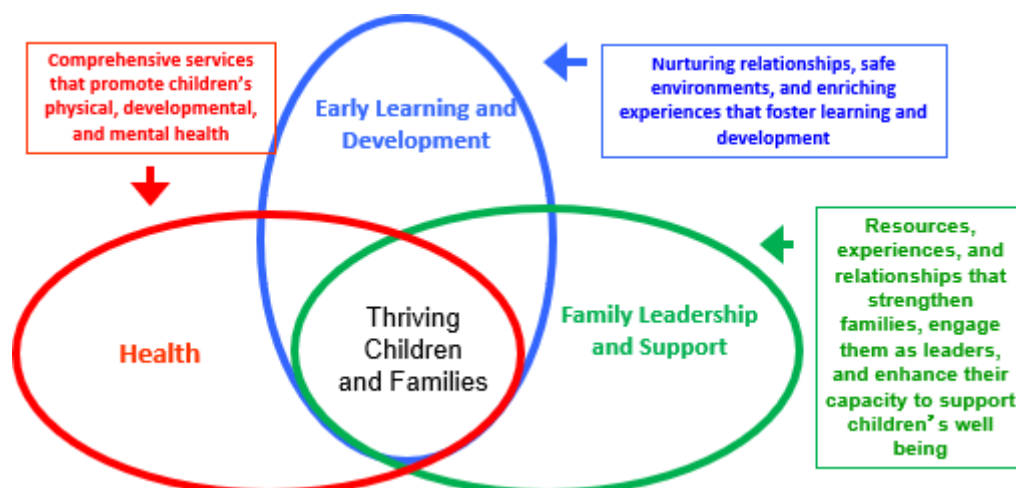 Comprehensive services
that promote children's
physical, developmental,
and mental health
Early Learning and
Development
Nurturing relationships, safe
environments, and enriching
experiences that foster learning and
development
Health
Thriving
Children
and Families
Family Leadership
and Support
Resources,
experiences, and
relationships that
strengthen
families, engage
them as leaders,
and enhance their
capacity to support
children’s well
being